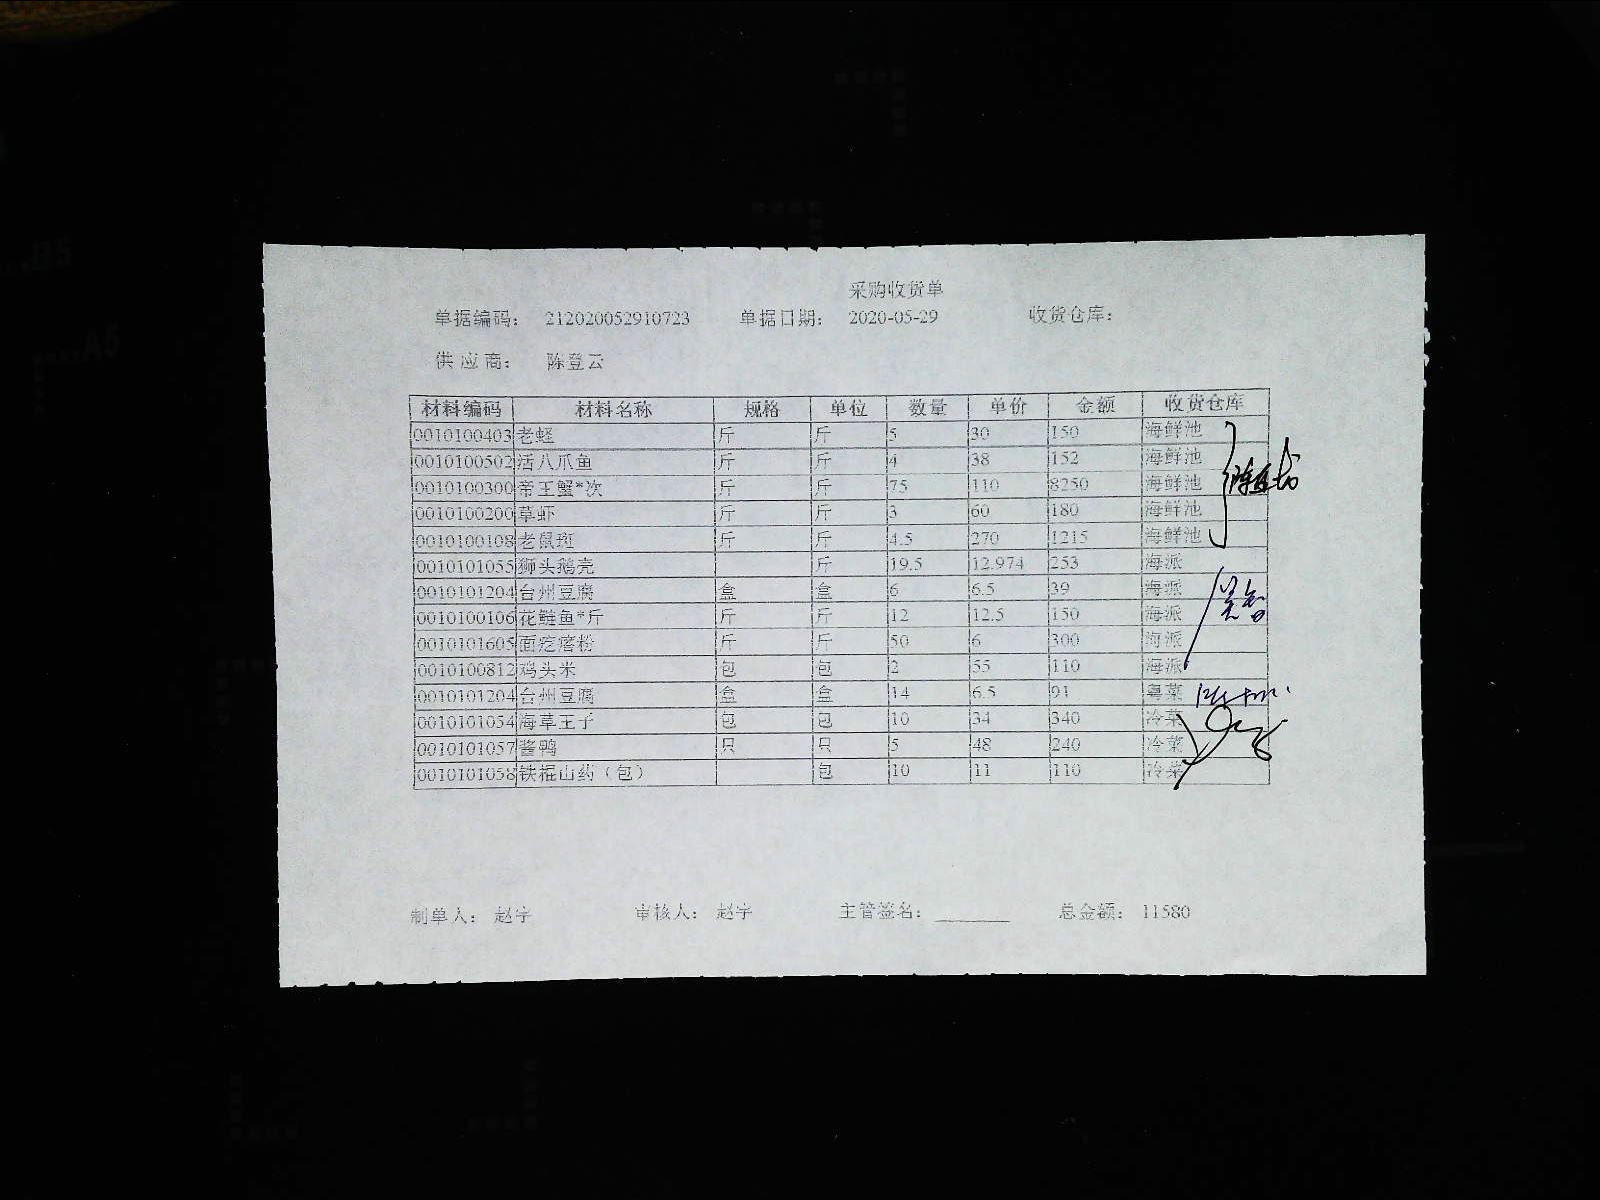 采购收货单
单据编码: 212020052910723 单据日期: 2020-05-29 收货仓库:
供应商: 陈登云
材料编码 材料名称 规格 单位 数量 单价 金额 收货仓库
0010100403 老蛏 斤 斤 5 30 150 海鲜池
0010100502 活八爪鱼 斤 斤 4 38 152 海鲜池
0010100300 帝王蟹*次 斤 斤 75 110 8250 海鲜池
0010100200 草虾 斤 斤 3 60 180 海鲜池
0010100108 老鼠斑 斤 斤 4.5 270 1215 海鲜池
0010101055 狮头鹅壳 斤 19.5 12.974 253 海派
0010101204 台州豆腐 盒 盒 6 6.5 39 海派
0010100106 花鲢鱼*斤 斤 斤 12 12.5 150 海派
0010101605 面疙瘩粉 斤 斤 50 6 300 海派
0010100812 鸡头米 包 包 2 55 110 海派
0010101204 台州豆腐 盒 盒 14 6.5 91 粤菜
0010101054 海草王子 包 包 10 34 340 冷菜
0010101057 酱鸭 只 只 5 48 240 冷菜
0010101058 铁棍山药（包） 包 10 11 110 冷菜
制单人: 赵宇 审核人: 赵宇 主管签名: 总金额: 11580